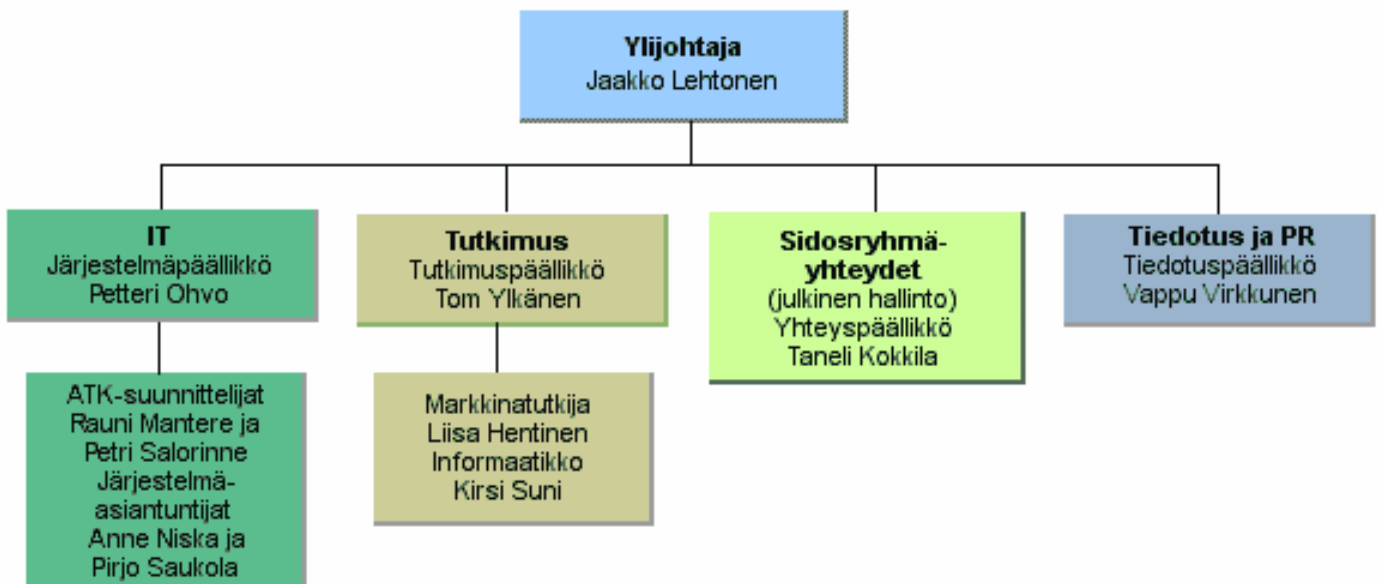 Ylijohtaja
Jaakko Lehtonen
IT
Järjestelmäpäällikkö
Petteri Ohvo
Tutkimus
Tutkimuspäällikkö
Tom Ylkänen
Sidosryhmä-
yhteydet
(julkinen hallinto)
Yhteyspäällikkö
Taneli Kokkila
Tiedotus ja PR
Tiedotuspäällikkö
Vappu Virkkunen
ATK-suunnittelijat
Rauni Mantere ja
Petri Salorinne
Järjestelmä-
asiantuntijat
Anne Niska ja
Pirjo Saukola
Markkinatutkija
Liisa Hentinen
Informaatikko
Kirsi Suni